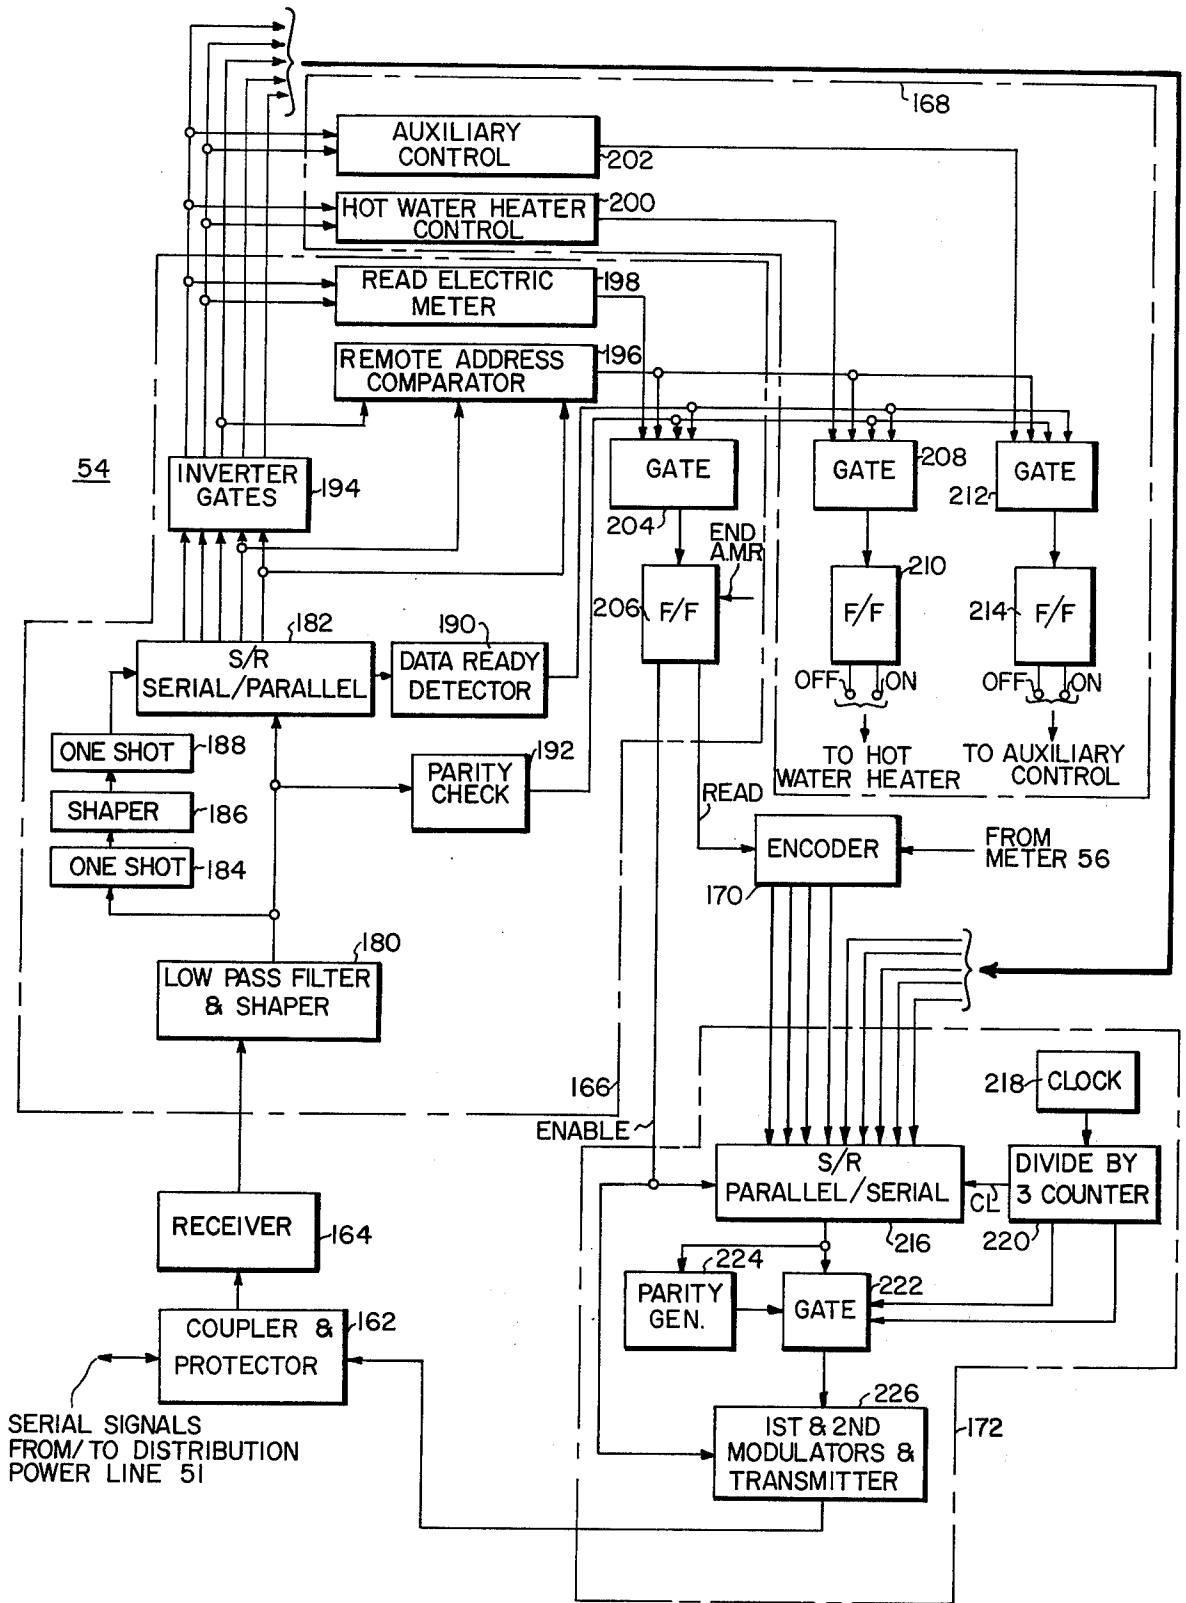 168
AUXILIARY
CONTROL
202
HOT WATER HEATER
CONTROL
200
READ ELECTRIC
METER
198
REMOTE ADDRESS
COMPARATOR
196
54
INVERTER
GATES
194
GATE
204
GATE
208
GATE
212
END
A.M.R
F/F
206
F/F
210
F/F
214
OFF
ON
OFF
ON
TO HOT
WATER HEATER
TO AUXILIARY
CONTROL
S/R
SERIAL/PARALLEL
182
DATA READY
DETECTOR
190
ONE SHOT
188
SHAPER
186
ONE SHOT
184
PARITY
CHECK
192
READ
ENCODER
170
FROM
METER 56
LOW PASS FILTER
& SHAPER
180
166
ENABLE
CLOCK
218
S/R
PARALLEL/SERIAL
216
CL
DIVIDE BY
3 COUNTER
220
RECEIVER
164
PARITY
GEN.
224
GATE
222
COUPLER &
PROTECTOR
162
SERIAL SIGNALS
FROM/TO DISTRIBUTION
POWER LINE 51
1ST & 2ND
MODULATORS &
TRANSMITTER
226
172